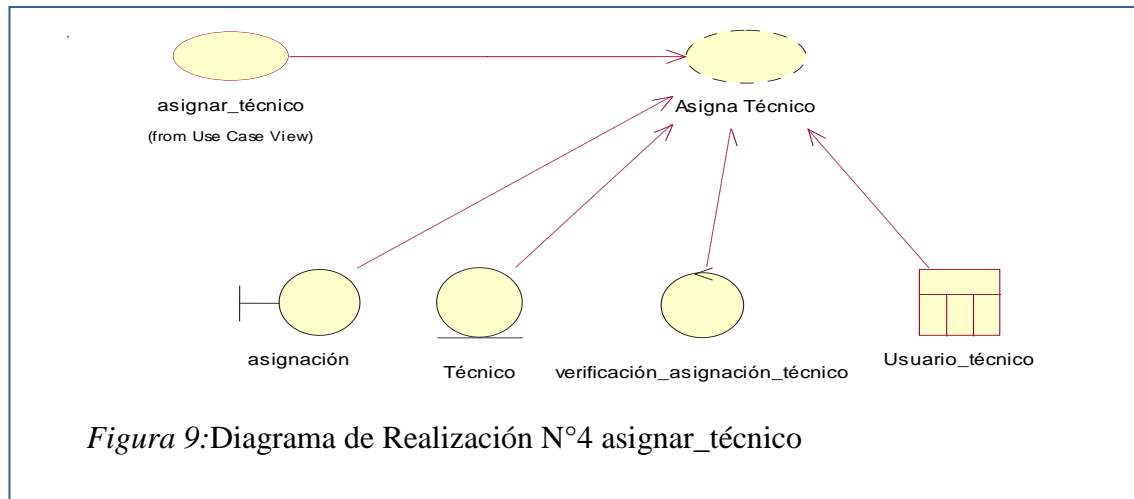 asignar_técnico
(from Use Case View)
Asigna Técnico
asignación
Técnico
verificación_asignación_técnico
Usuario_técnico
Figura 9:Diagrama de Realización N°4 asignar_técnico